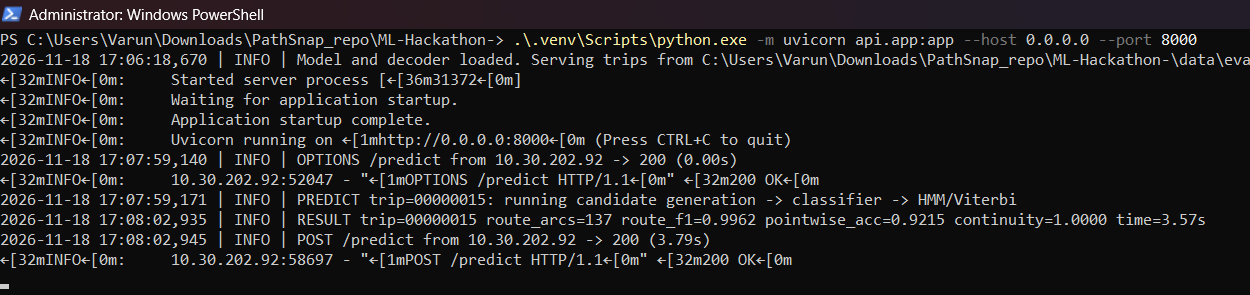 Administrator: Windows PowerShell
PS C:\Users\Varun\Downloads\PathSnap_repo\ML-Hackathon-> .\.venv\Scripts\python.exe -m uvicorn api.app:app --host 0.0.0.0 --port 8000
2026-11-18 17:06:18,670 | INFO | Model and decoder loaded. Serving trips from C:\Users\Varun\Downloads\PathSnap_repo\ML-Hackathon-\data\eva
←[32mINFO←[0m:     Started server process [←[36m31372←[0m]
←[32mINFO←[0m:     Waiting for application startup.
←[32mINFO←[0m:     Application startup complete.
←[32mINFO←[0m:     Uvicorn running on ←[1mhttp://0.0.0.0:8000←[0m (Press CTRL+C to quit)
2026-11-18 17:07:59,140 | INFO | OPTIONS /predict from 10.30.202.92 -> 200 (0.00s)
←[32mINFO←[0m:     10.30.202.92:52047 - "←[1mOPTIONS /predict HTTP/1.1←[0m" ←[32m200 OK←[0m
2026-11-18 17:07:59,171 | INFO | PREDICT trip=00000015: running candidate generation -> classifier -> HMM/Viterbi
2026-11-18 17:08:02,935 | INFO | RESULT trip=00000015 route_arcs=137 route_f1=0.9962 pointwise_acc=0.9215 continuity=1.0000 time=3.57s
2026-11-18 17:08:02,945 | INFO | POST /predict from 10.30.202.92 -> 200 (3.79s)
←[32mINFO←[0m:     10.30.202.92:58697 - "←[1mPOST /predict HTTP/1.1←[0m" ←[32m200 OK←[0m